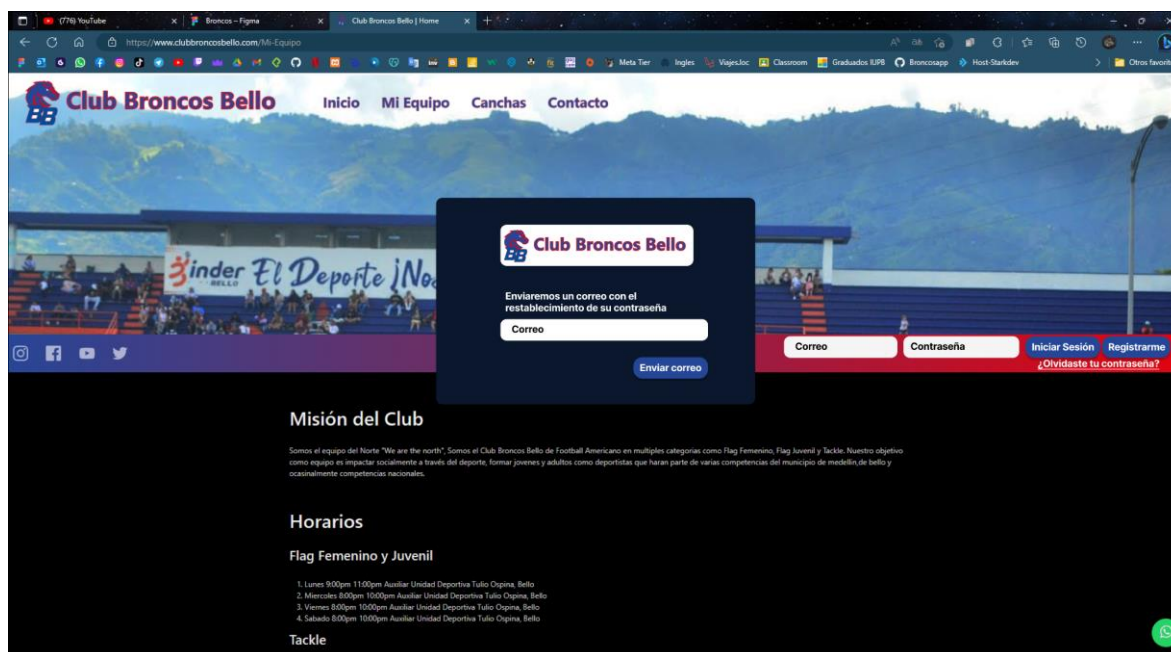 (776) YouTube
Broncos – Figma
Club Broncos Bello | Home
https://www.clubbroncosbello.com/Mi-Equipo
Meta Tier
Ingles
ViajesJoc
Classroom
Graduados IUPB
Broncosapp
Host-Starkdev
Otros favorit
Club Broncos Bello
Inicio
Mi Equipo
Canchas
Contacto
BB
inder El Deporte ¡No
BELLO
Club Broncos Bello
BB
Enviaremos un correo con el
restablecimiento de su contraseña
Correo
Enviar correo
Correo
Contraseña
Iniciar Sesión
Registrarme
¿Olvidaste tu contraseña?
Misión del Club
Somos el equipo del Norte "We are the north", Somos el Club Broncos Bello de Football Americano en multiples categorias como Flag Femenino, Flag Juvenil y Tackle. Nuestro objetivo
como equipo es impactar socialmente a través del deporte, formar jovenes y adultos como deportistas que haran parte de varias competencias del municipio de medellin,de bello y
ocasinalmente competencias nacionales.
Horarios
Flag Femenino y Juvenil
1. Lunes 9:00pm 11:00pm Auxiliar Unidad Deportiva Tulio Ospina, Bello
2. Miercoles 8:00pm 10:00pm Auxiliar Unidad Deportiva Tulio Ospina, Bello
3. Viernes 8:00pm 10:00pm Auxiliar Unidad Deportiva Tulio Ospina, Bello
4. Sabado 8:00pm 10:00pm Auxiliar Unidad Deportiva Tulio Ospina, Bello
Tackle